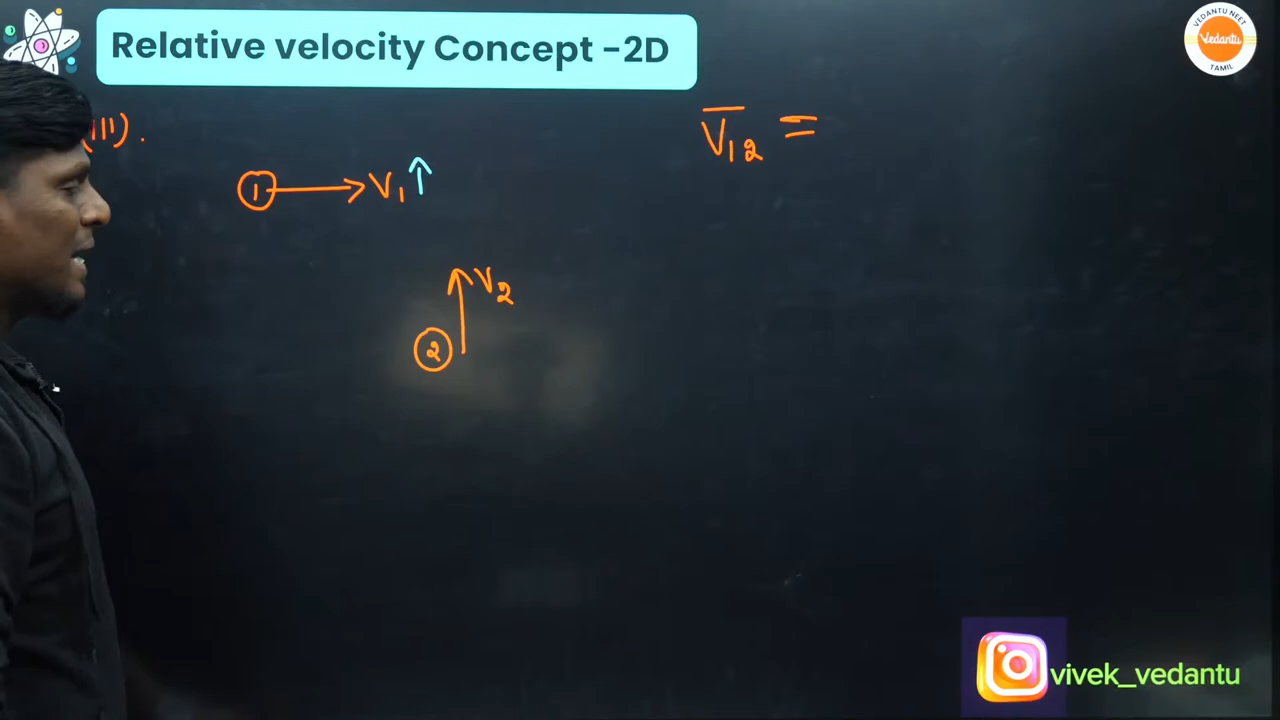 Relative velocity Concept -2D
VEDANTU NEET
Vedantu
TAMIL
(III).
V̅₁₂ =
① → V₁ ↑
↑ V₂
②
vivek_vedantu